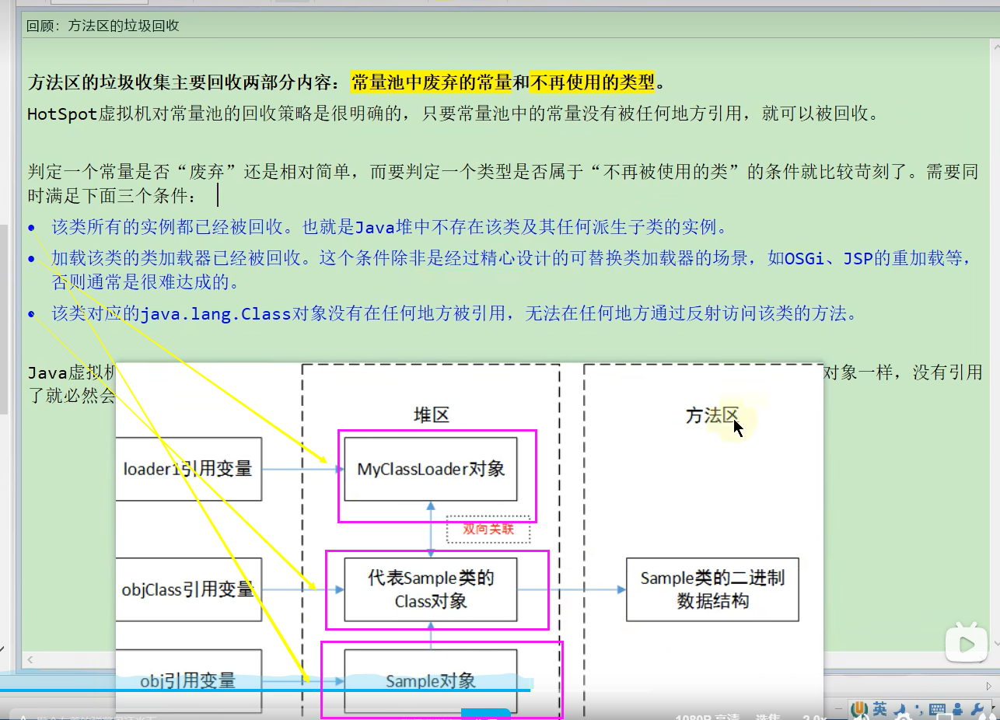 回顾：方法区的垃圾回收
方法区的垃圾收集主要回收两部分内容：常量池中废弃的常量和不再使用的类型。
HotSpot虚拟机对常量池的回收策略是很明确的，只要常量池中的常量没有被任何地方引用，就可以被回收。
判定一个常量是否“废弃”还是相对简单，而要判定一个类型是否属于“不再被使用的类”的条件就比较苛刻了。需要同
时满足下面三个条件：
• 该类所有的实例都已经被回收。也就是Java堆中不存在该类及其任何派生子类的实例。
• 加载该类的类加载器已经被回收。这个条件除非是经过精心设计的可替换类加载器的场景，如OSGi、JSP的重加载等，
否则通常是很难达成的。
• 该类对应的java.lang.Class对象没有在任何地方被引用，无法在任何地方通过反射访问该类的方法。
Java虚拟机
对象一样，没有引用
了就必然会
堆区
方法区
loader1引用变量
MyClassLoader对象
双向关联
objClass引用变量
代表Sample类的
Class对象
Sample类的二进制
数据结构
obj引用变量
Sample对象
英
1080P 高清
选集
2.0x